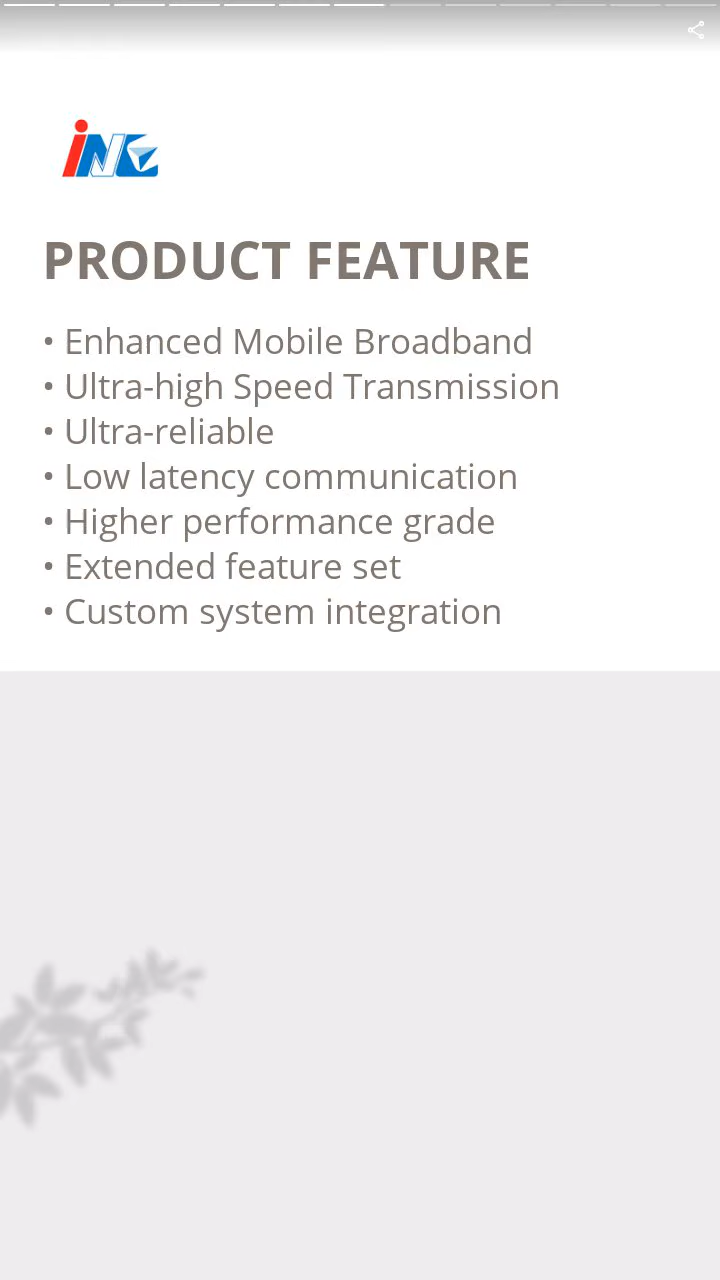 iNG
PRODUCT FEATURE
• Enhanced Mobile Broadband
• Ultra-high Speed Transmission
• Ultra-reliable
• Low latency communication
• Higher performance grade
• Extended feature set
• Custom system integration